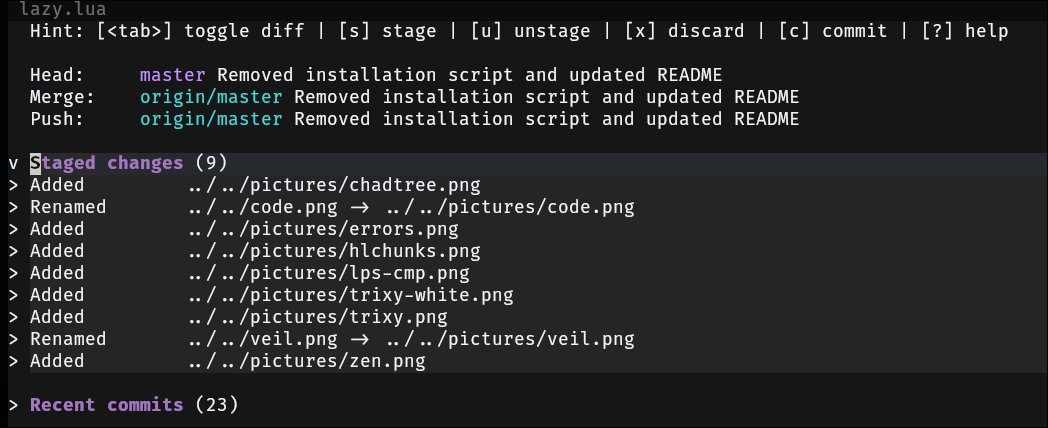 lazy.lua
Hint: [<tab>] toggle diff | [s] stage | [u] unstage | [x] discard | [c] commit | [?] help
Head: master Removed installation script and updated README
Merge: origin/master Removed installation script and updated README
Push: origin/master Removed installation script and updated README
v Staged changes (9)
> Added ../../pictures/chadtree.png
> Renamed ../../code.png -> ../../pictures/code.png
> Added ../../pictures/errors.png
> Added ../../pictures/hlchunks.png
> Added ../../pictures/lps-cmp.png
> Added ../../pictures/trixy-white.png
> Added ../../pictures/trixy.png
> Renamed ../../veil.png -> ../../pictures/veil.png
> Added ../../pictures/zen.png
> Recent commits (23)